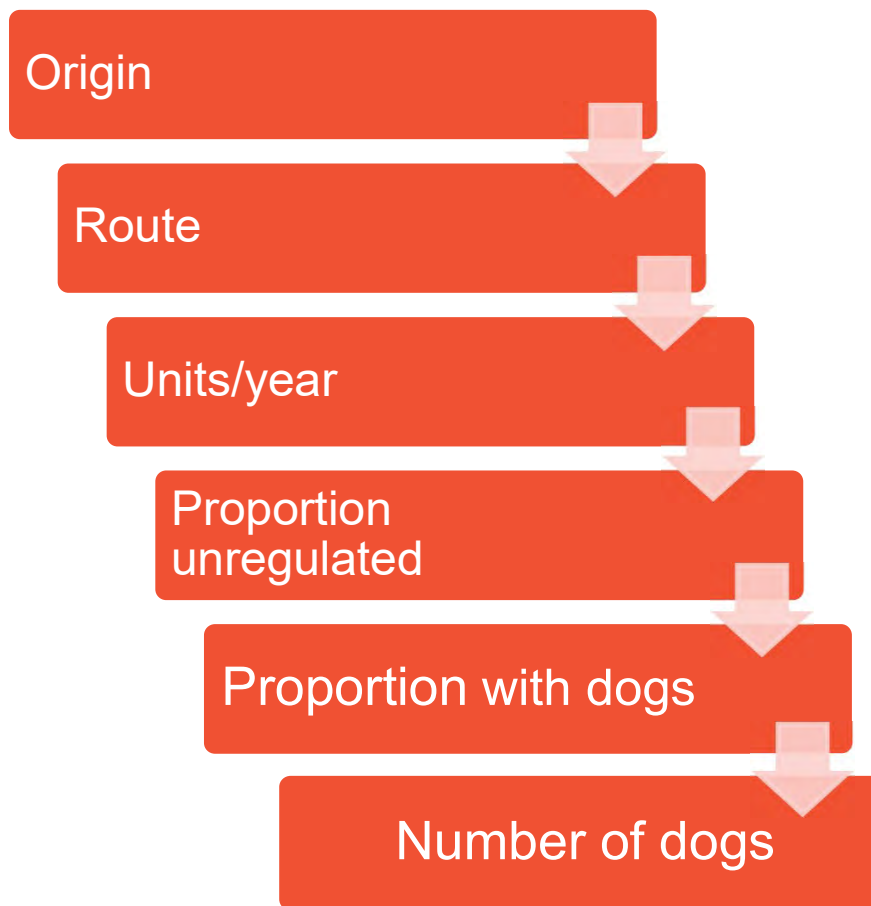 Origin
Route
Units/year
Proportion
unregulated
Proportion with dogs
Number of dogs